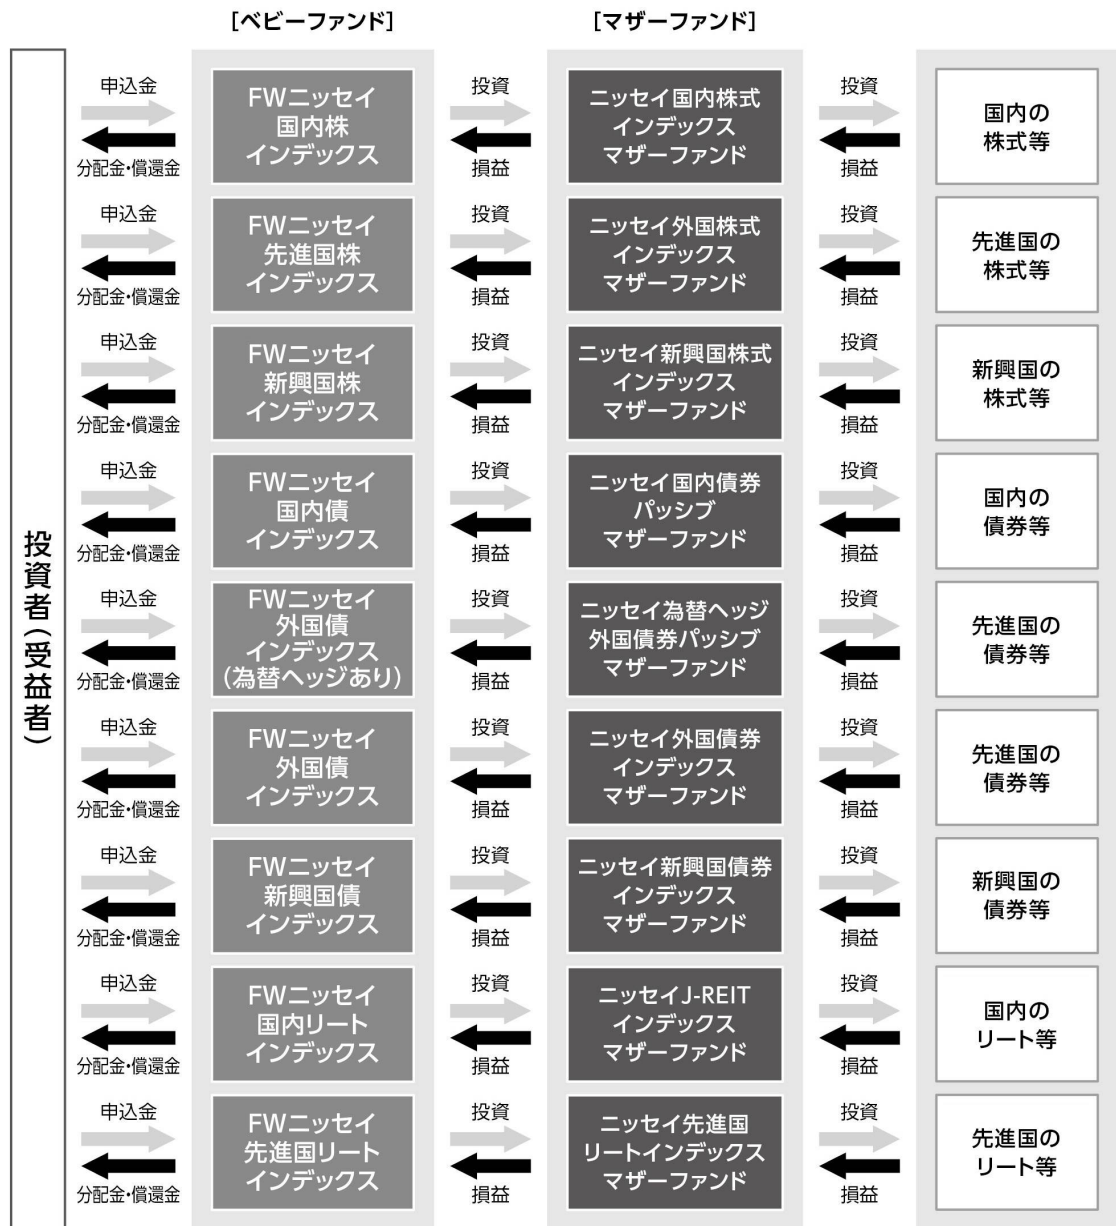 [ベビーファンド]
[マザーファンド]
投資者(受益者)
申込金
分配金・償還金
FWニッセイ
国内株
インデックス
投資
損益
ニッセイ国内株式
インデックス
マザーファンド
投資
損益
国内の
株式等
申込金
分配金・償還金
FWニッセイ
先進国株
インデックス
投資
損益
ニッセイ外国株式
インデックス
マザーファンド
投資
損益
先進国の
株式等
申込金
分配金・償還金
FWニッセイ
新興国株
インデックス
投資
損益
ニッセイ新興国株式
インデックス
マザーファンド
投資
損益
新興国の
株式等
申込金
分配金・償還金
FWニッセイ
国内債
インデックス
投資
損益
ニッセイ国内債券
パッシブ
マザーファンド
投資
損益
国内の
債券等
申込金
分配金・償還金
FWニッセイ
外国債
インデックス
(為替ヘッジあり)
投資
損益
ニッセイ為替ヘッジ
外国債券パッシブ
マザーファンド
投資
損益
先進国の
債券等
申込金
分配金・償還金
FWニッセイ
外国債
インデックス
投資
損益
ニッセイ外国債券
インデックス
マザーファンド
投資
損益
先進国の
債券等
申込金
分配金・償還金
FWニッセイ
新興国債
インデックス
投資
損益
ニッセイ新興国債券
インデックス
マザーファンド
投資
損益
新興国の
債券等
申込金
分配金・償還金
FWニッセイ
国内リート
インデックス
投資
損益
ニッセイJ-REIT
インデックス
マザーファンド
投資
損益
国内の
リート等
申込金
分配金・償還金
FWニッセイ
先進国リート
インデックス
投資
損益
ニッセイ先進国
リートインデックス
マザーファンド
投資
損益
先進国の
リート等